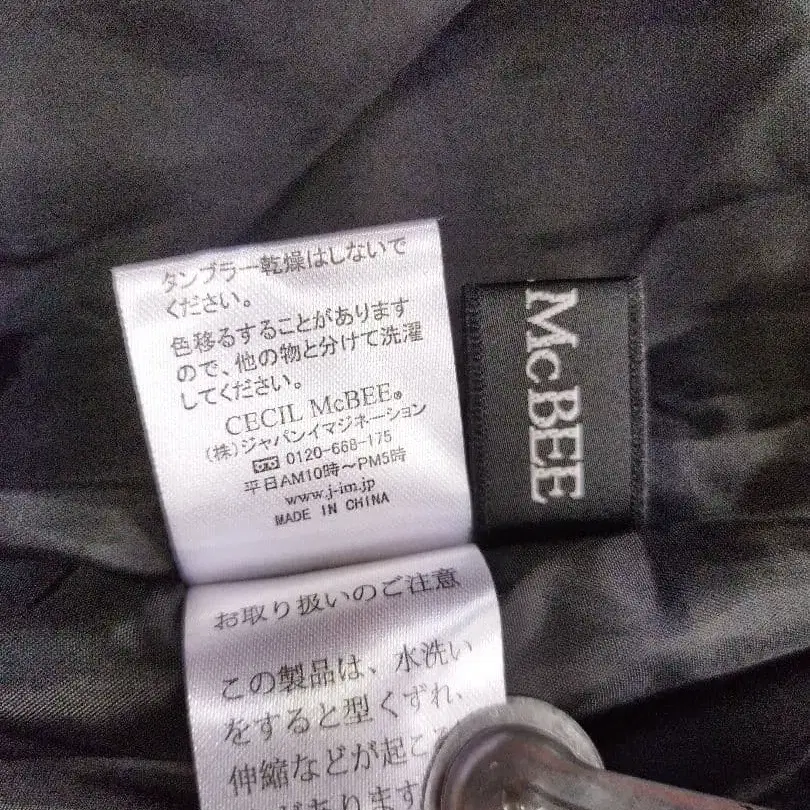 タンブラー乾燥はしないで
ください。
色移るすることがあります
ので、他の物と分けて洗濯
してください。
CECIL McBEE®
(株)ジャパンイマジネーション
0120-668-175
平日AM10時~PM5時
www.j-im.jp
MADE IN CHINA
McBEE
お取り扱いのご注意
この製品は、水洗い
をすると型くずれ、
伸縮などが起こ
があります